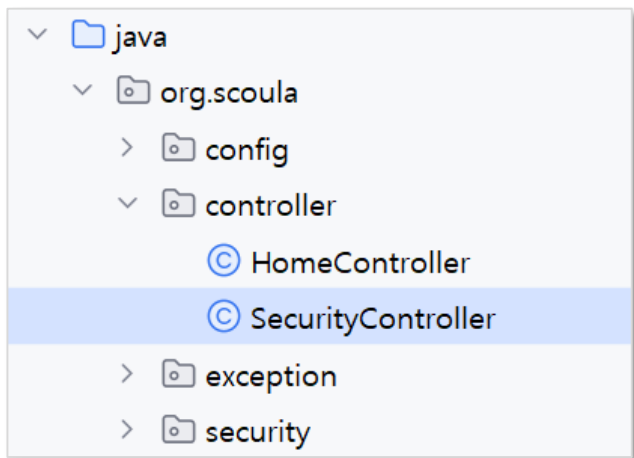 java
org.scoula
config
controller
C HomeController
C SecurityController
exception
security